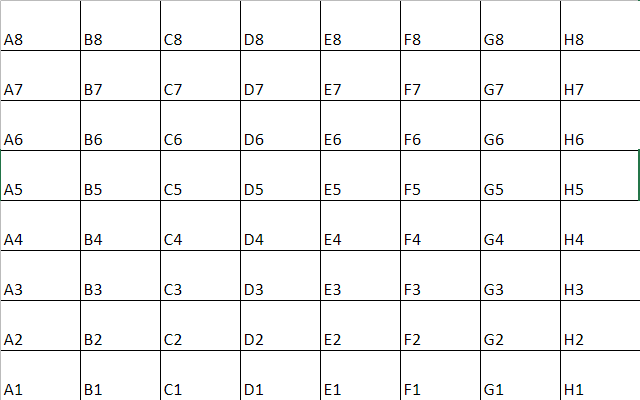 A8 B8 C8 D8 E8 F8 G8 H8
A7 B7 C7 D7 E7 F7 G7 H7
A6 B6 C6 D6 E6 F6 G6 H6
A5 B5 C5 D5 E5 F5 G5 H5
A4 B4 C4 D4 E4 F4 G4 H4
A3 B3 C3 D3 E3 F3 G3 H3
A2 B2 C2 D2 E2 F2 G2 H2
A1 B1 C1 D1 E1 F1 G1 H1